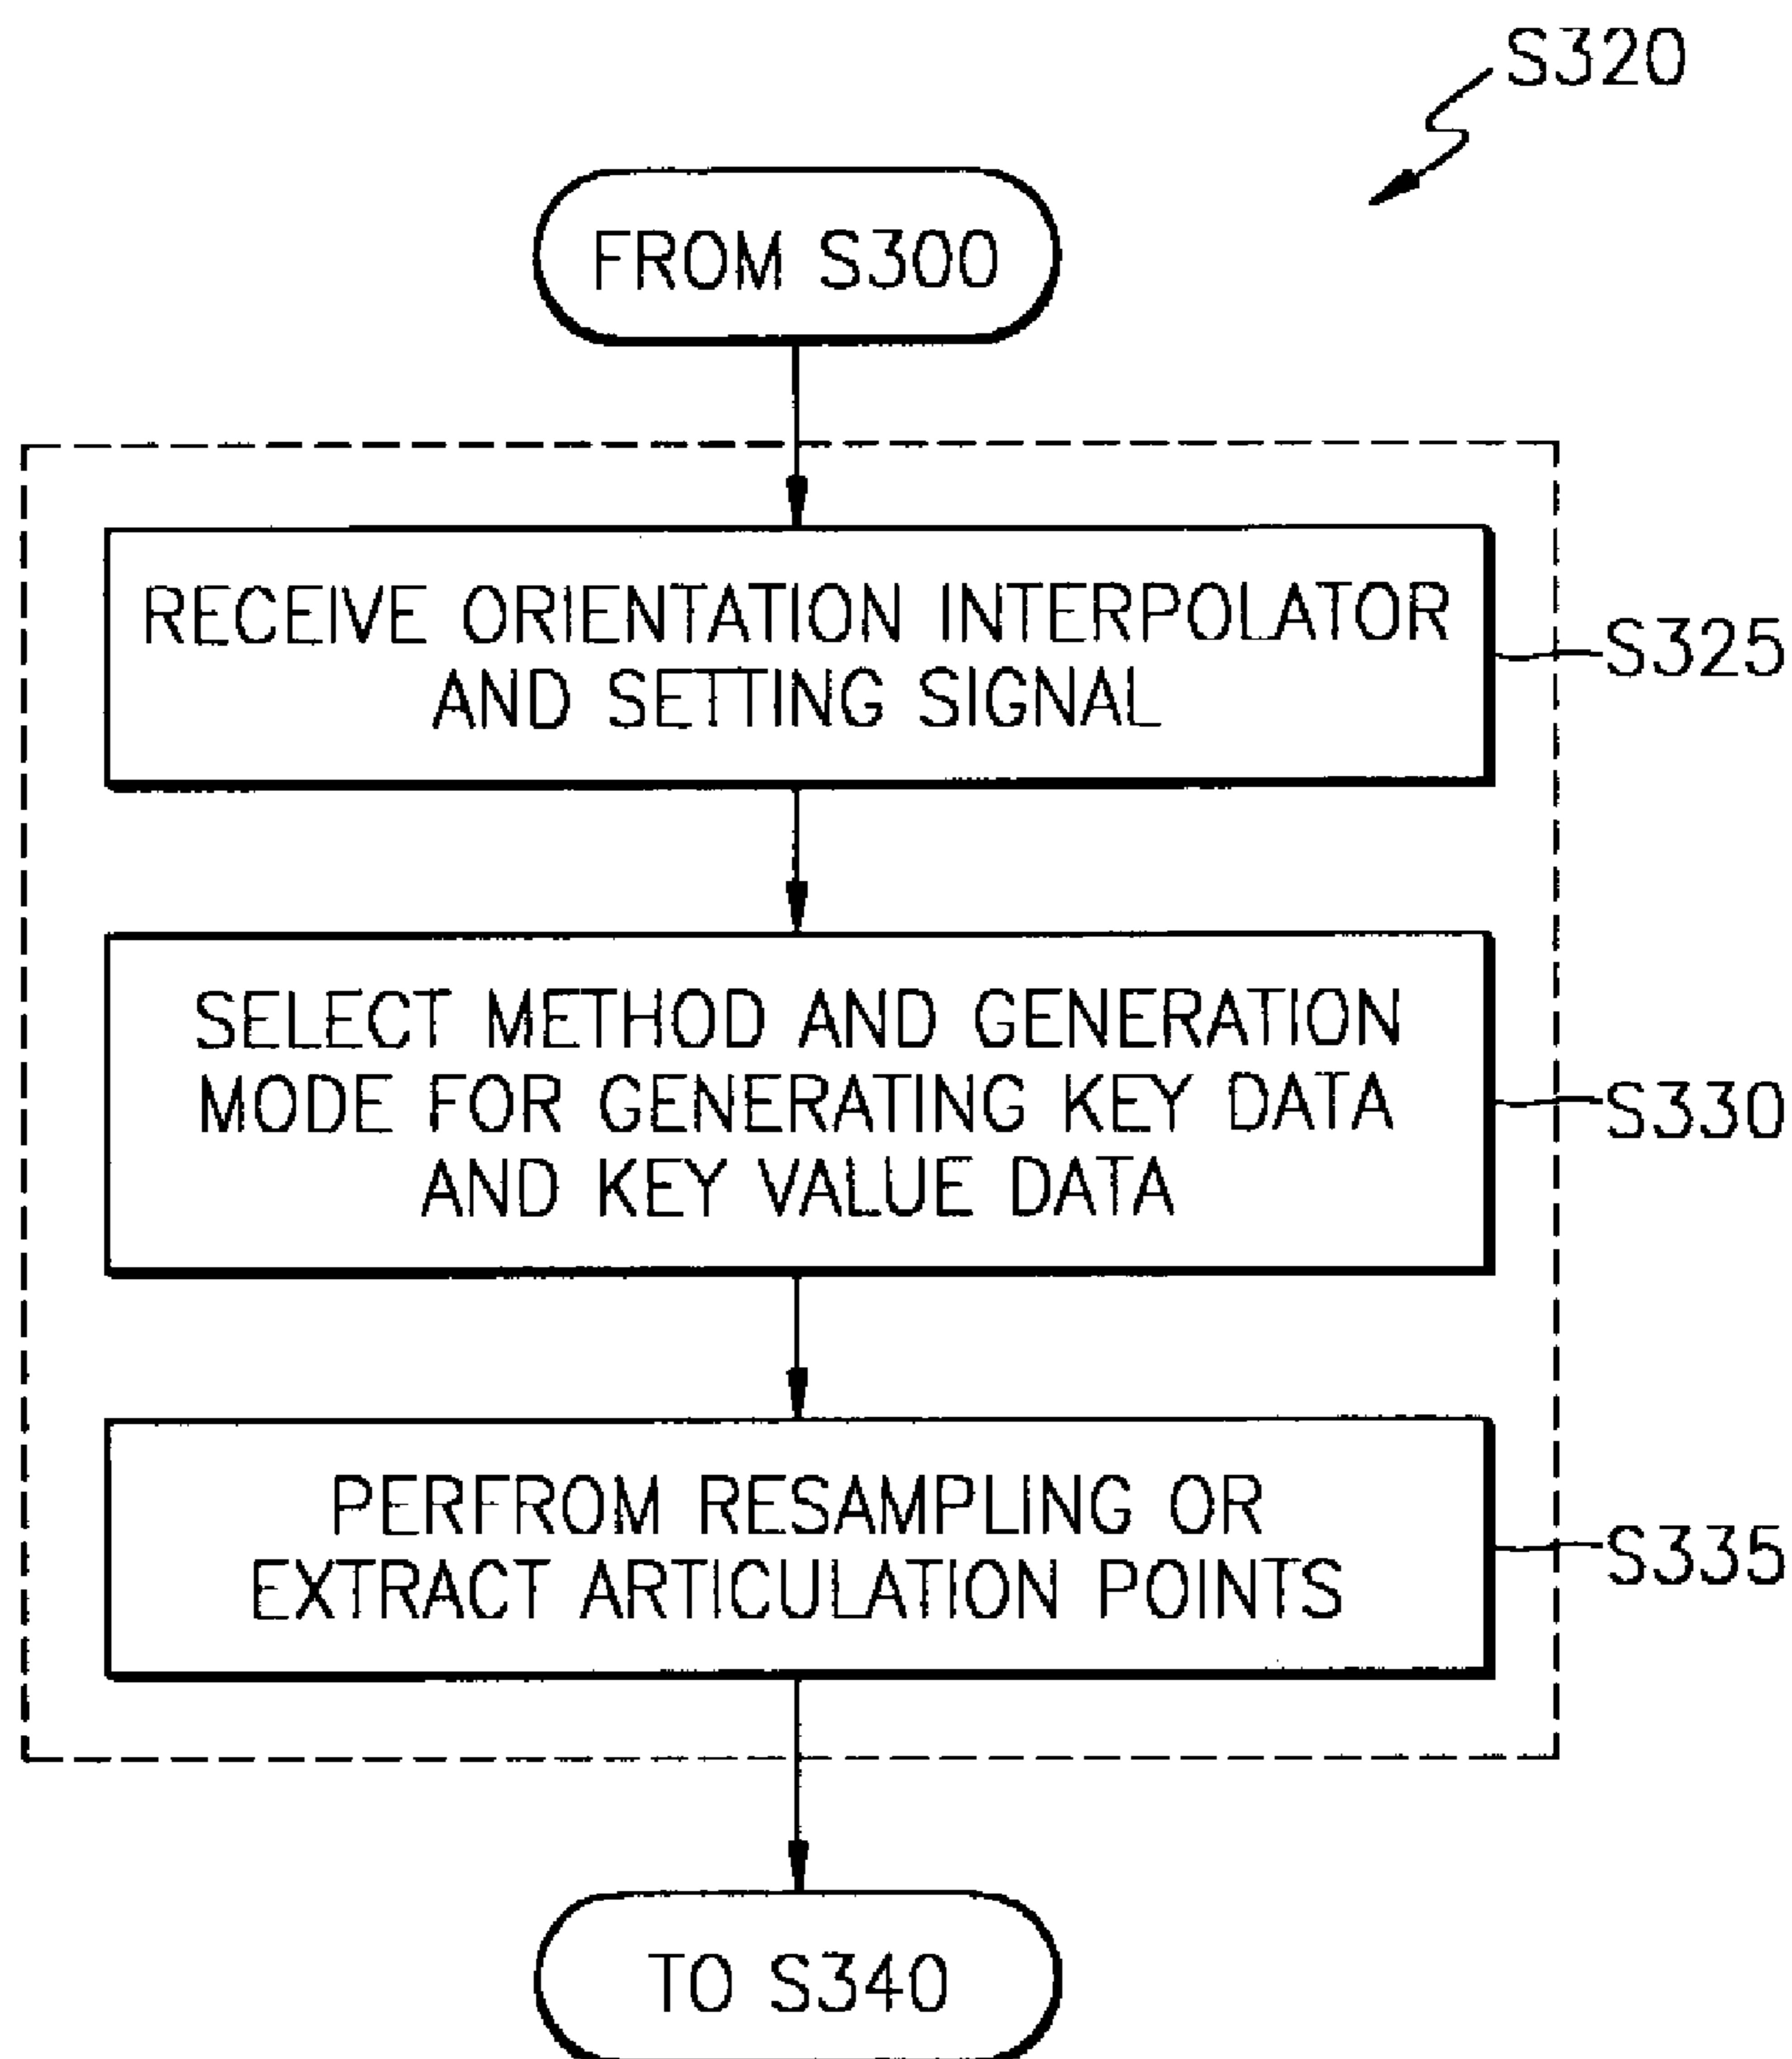 S320
FROM S300
RECEIVE ORIENTATION INTERPOLATOR
AND SETTING SIGNAL
S325
SELECT METHOD AND GENERATION
MODE FOR GENERATING KEY DATA
AND KEY VALUE DATA
S330
PERFROM RESAMPLING OR
EXTRACT ARTICULATION POINTS
S335
TO S340